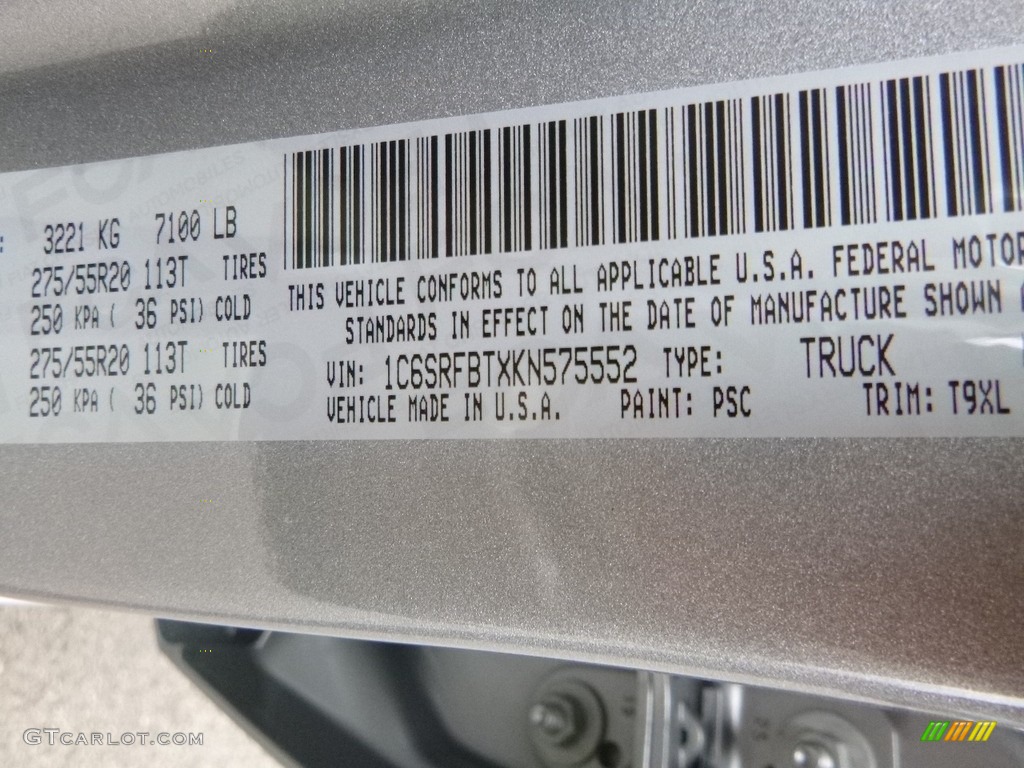 : 3221 KG 7100 LB
275/55R20 113T TIRES
250 KPA ( 36 PSI) COLD
275/55R20 113T TIRES
250 KPA ( 36 PSI) COLD
THIS VEHICLE CONFORMS TO ALL APPLICABLE U.S.A. FEDERAL MOTOR
STANDARDS IN EFFECT ON THE DATE OF MANUFACTURE SHOWN
VIN: 1C6SRFBTXKN575552 TYPE: TRUCK
VEHICLE MADE IN U.S.A. PAINT: PSC TRIM: T9XL
GTcarlot.com